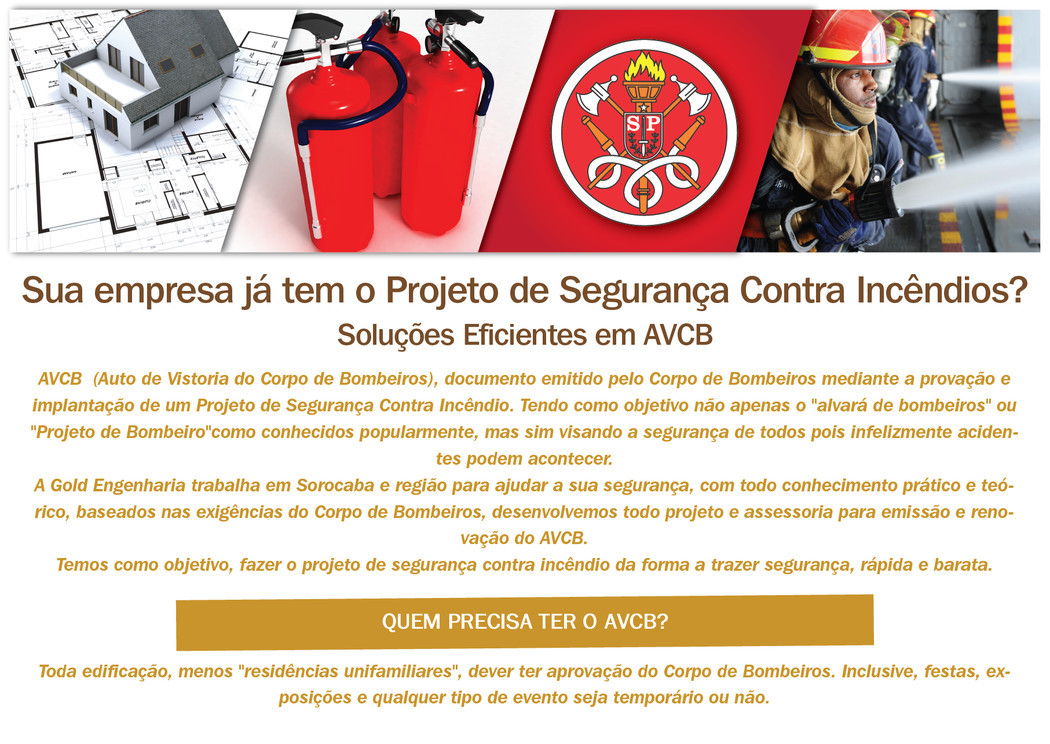 SP
Sua empresa já tem o Projeto de Segurança Contra Incêndios?
Soluções Eficientes em AVCB
AVCB (Auto de Vistoria do Corpo de Bombeiros), documento emitido pelo Corpo de Bombeiros mediante a provação e
implantação de um Projeto de Segurança Contra Incêndio. Tendo como objetivo não apenas o "alvará de bombeiros" ou
"Projeto de Bombeiro"como conhecidos popularmente, mas sim visando a segurança de todos pois infelizmente aciden-
tes podem acontecer.
A Gold Engenharia trabalha em Sorocaba e região para ajudar a sua segurança, com todo conhecimento prático e teó-
rico, baseados nas exigências do Corpo de Bombeiros, desenvolvemos todo projeto e assessoria para emissão e reno-
vação do AVCB.
Temos como objetivo, fazer o projeto de segurança contra incêndio da forma a trazer segurança, rápida e barata.
QUEM PRECISA TER O AVCB?
Toda edificação, menos "residências unifamiliares", dever ter aprovação do Corpo de Bombeiros. Inclusive, festas, ex-
posições e qualquer tipo de evento seja temporário ou não.